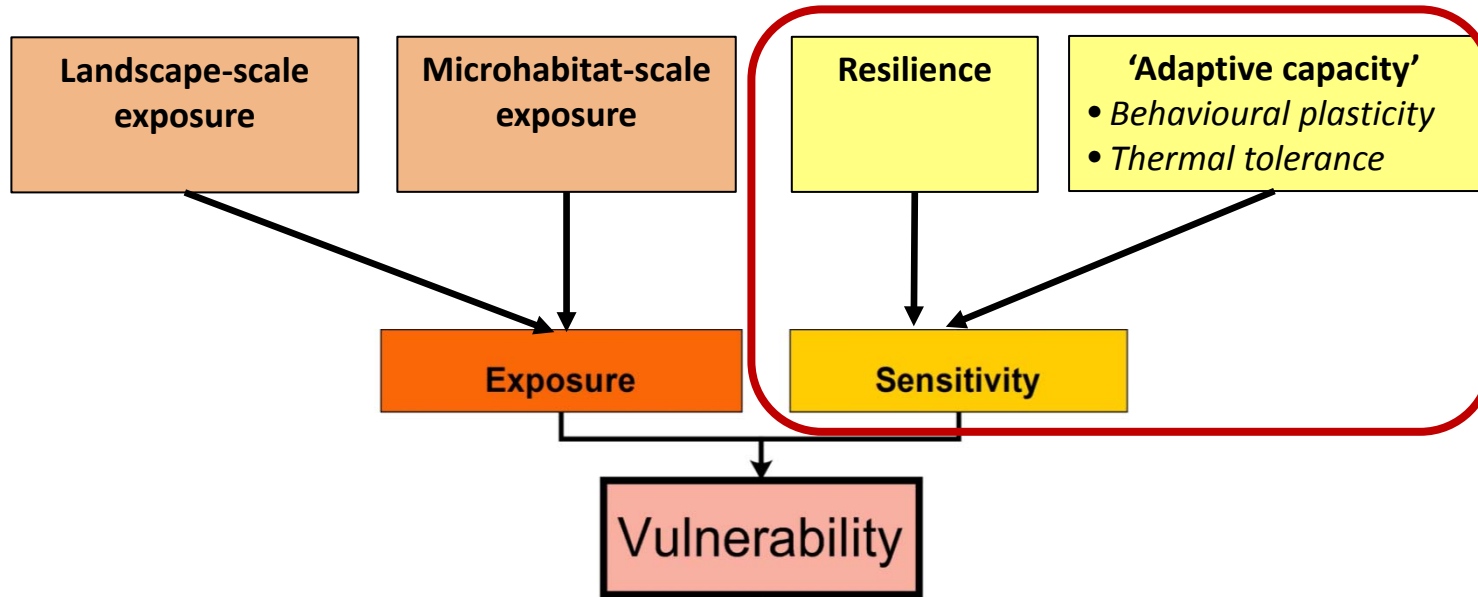 Landscape-scale
exposure
Microhabitat-scale
exposure
Resilience
‘Adaptive capacity’
• Behavioural plasticity
• Thermal tolerance
Exposure
Sensitivity
Vulnerability